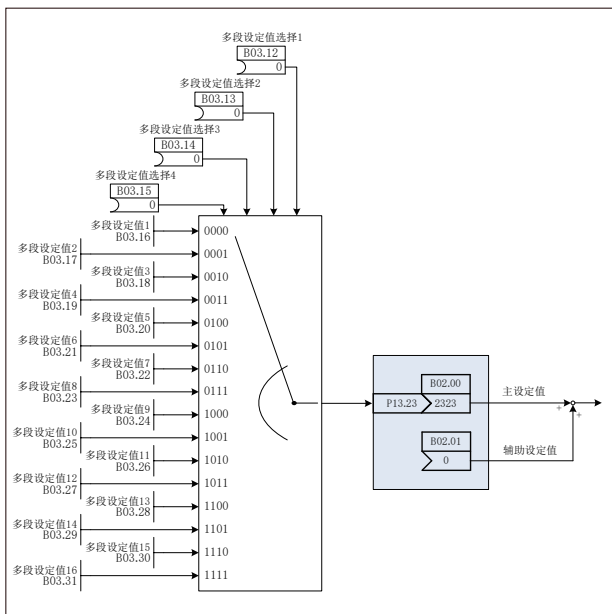 多段设定值选择1
B03.12
0
多段设定值选择2
B03.13
0
多段设定值选择3
B03.14
0
多段设定值选择4
B03.15
0
多段设定值1
B03.16
0000
多段设定值2
B03.17
0001
多段设定值3
B03.18
0010
多段设定值4
B03.19
0011
多段设定值5
B03.20
0100
多段设定值6
B03.21
0101
多段设定值7
B03.22
0110
多段设定值8
B03.23
0111
多段设定值9
B03.24
1000
多段设定值10
B03.25
1001
多段设定值11
B03.26
1010
多段设定值12
B03.27
1011
多段设定值13
B03.28
1100
多段设定值14
B03.29
1101
多段设定值15
B03.30
1110
多段设定值16
B03.31
1111
B02.00
P13.23
2323
主设定值
+
+
B02.01
0
辅助设定值